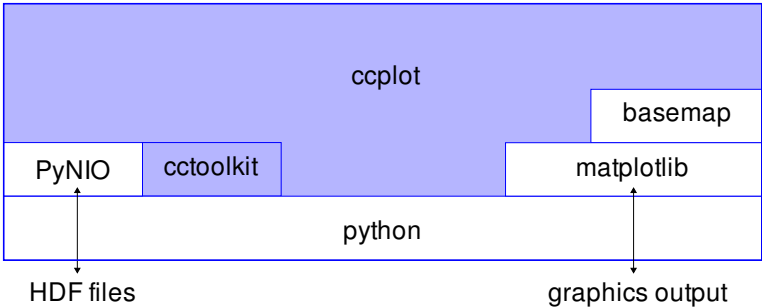 ccplot
basemap
PyNIO
cctoolkit
matplotlib
python
HDF files
graphics output